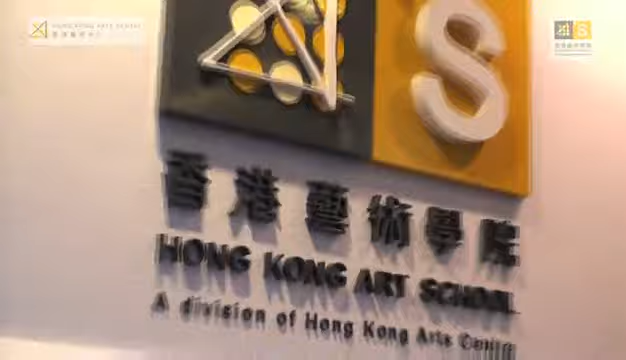 S
香港藝術學院
HONG KONG ART SCHOOL
A division of Hong Kong Arts Centre
S